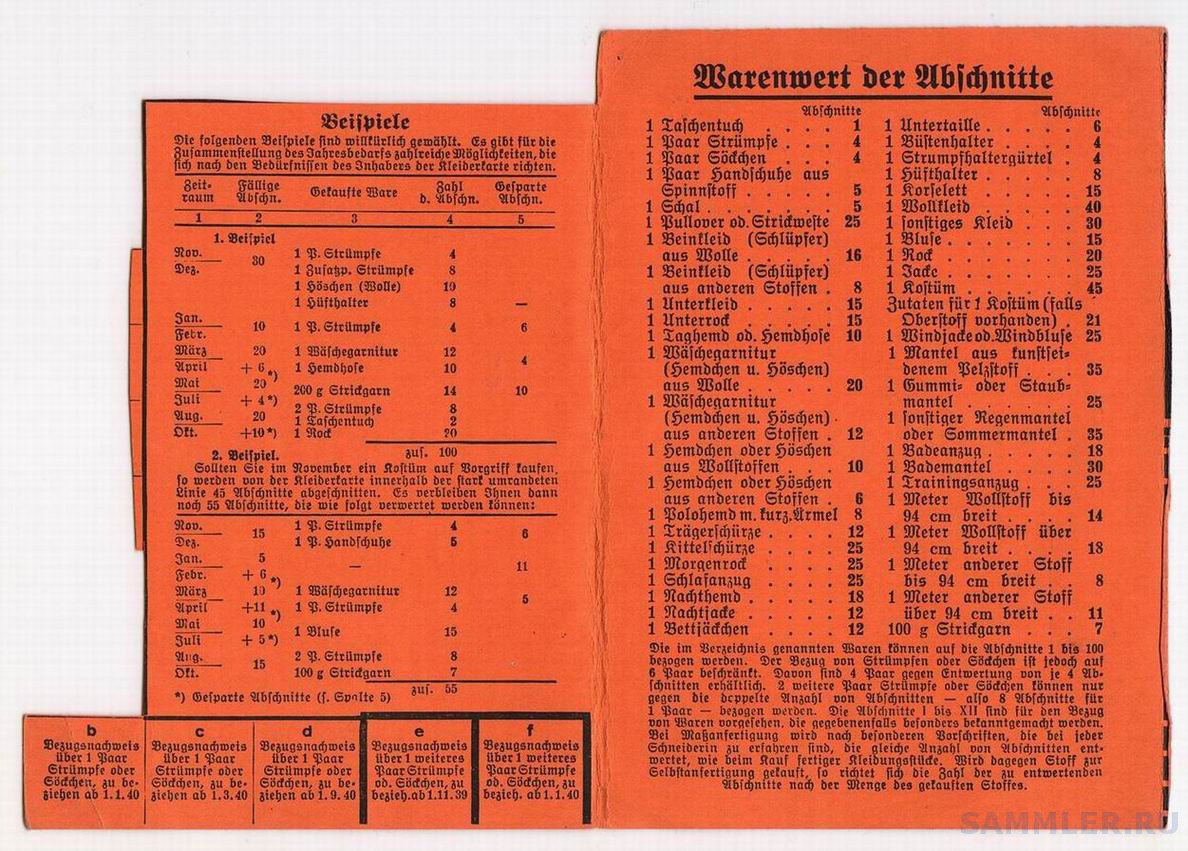 Beispiele
Die folgenden Beispiele sind willkürlich gewählt. Es gibt für die
Zusammenstellung des Jahresbedarfs zahlreiche Möglichkeiten, die
sich nach den Bedürfnissen des Inhabers der Kleiderkarte richten.
Zeit- Fällige Gekaufte Ware Zahl Gesparte
raum Abschn. d. Abschn. Abschn.
1 2 3 4 5
1. Beispiel
Nov. 30 1 P. Strümpfe 4
Dez. 1 Zusatzp. Strümpfe 8
1 Höschen (Wolle) 10
1 Hüfthalter 8 —
Jan.
10 1 P. Strümpfe 4 6
Febr.
März 20 1 Wäschegarnitur 12
4
April + 6 *) 1 Hemdhose 10
Mai 20
200 g Strickgarn 14 10
Juli + 4 *)
2 P. Strümpfe 8
Aug. 20 1 Taschentuch 2
Okt. +10 *) 1 Rock 20
zus. 100
2. Beispiel.
Sollten Sie im November ein Kostüm auf Vorgriff kaufen,
so werden von der Kleiderkarte innerhalb der stark umrandeten
Linie 45 Abschnitte abgeschnitten. Es verbleiben Ihnen dann
noch 55 Abschnitte, die wie folgt verwertet werden können:
Nov. 15 1 P. Strümpfe 4 6
Dez. 1 P. Handschuhe 5
Jan. 5
— 11
Febr. + 6 *)
März 10 1 Wäschegarnitur 12 5
April +11 *) 1 P. Strümpfe 4
Mai 10
1 Bluse 15
Juli + 5 *)
Aug. 15 2 P. Strümpfe 8
Okt. 100 g Strickgarn 7
zus. 55
*) Gesparte Abschnitte (s. Spalte 5)
b
Bezugsnachweis
über 1 Paar
Strümpfe oder
Söckchen, zu be-
ziehen ab 1.1.40
c
Bezugsnachweis
über 1 Paar
Strümpfe oder
Söckchen, zu be-
ziehen ab 1.3.40
d
Bezugsnachweis
über 1 Paar
Strümpfe oder
Söckchen, zu be-
ziehen ab 1.9.40
e
Bezugsnachweis
über 1 weiteres
Paar Strümpfe
od. Söckchen, zu
bezieh. ab 1.11.39
f
Bezugsnachweis
über 1 weiteres
Paar Strümpfe
od. Söckchen, zu
bezieh. ab 1.1.40
Warenwert der Abschnitte
Abschnitte
1 Taschentuch . . . . 1
1 Paar Strümpfe . . . 4
1 Paar Söckchen . . . 4
1 Paar Handschuhe aus
Spinnstoff . . . . 5
1 Schal . . . . . . 5
1 Pullover od. Strickweste 25
1 Beinkleid (Schlüpfer)
aus Wolle . . . . 16
1 Beinkleid (Schlüpfer)
aus anderen Stoffen . 8
1 Unterkleid . . . . . 15
1 Unterrock . . . . . 15
1 Taghemd od. Hemdhose 10
1 Wäschegarnitur
(Hemdchen u. Höschen)
aus Wolle . . . . . 20
1 Wäschegarnitur
(Hemdchen u. Höschen)
aus anderen Stoffen . 12
1 Hemdchen oder Höschen
aus Wollstoffen . . . 10
1 Hemdchen oder Höschen
aus anderen Stoffen . 6
1 Polohemd m. kurz. Ärmel 8
1 Trägerschürze . . . . 12
1 Kittelschürze . . . . 25
1 Morgenrock . . . . 25
1 Schlafanzug . . . . 25
1 Nachthemd . . . . . 18
1 Nachtjacke . . . . . 12
1 Bettjäckchen . . . . 12
Abschnitte
1 Untertaille . . . . . 6
1 Büstenhalter . . . . 4
1 Strumpfhaltergürtel . 4
1 Hüfthalter . . . . . 8
1 Korselett . . . . . 15
1 Wollkleid . . . . . 40
1 sonstiges Kleid . . . 30
1 Bluse . . . . . . . 15
1 Rock . . . . . . . 20
1 Jacke . . . . . . . 25
1 Kostüm . . . . . . 45
Zutaten für 1 Kostüm (falls
Oberstoff vorhanden) . 21
1 Windjacke od. Windbluse 25
1 Mantel aus kunstsei-
denem Pelzstoff . . . 35
1 Gummi- oder Staub-
mantel . . . . . . 25
1 sonstiger Regenmantel
oder Sommermantel . 35
1 Badeanzug . . . . . 18
1 Bademantel . . . . . 30
1 Trainingsanzug . . . 25
1 Meter Wollstoff bis
94 cm breit . . . . 14
1 Meter Wollstoff über
94 cm breit . . . . 18
1 Meter anderer Stoff
bis 94 cm breit . . 8
1 Meter anderer Stoff
über 94 cm breit . . 11
100 g Strickgarn . . . 7
Die im Verzeichnis genannten Waren können auf die Abschnitte 1 bis 100
bezogen werden. Der Bezug von Strümpfen oder Söckchen ist jedoch auf
6 Paar beschränkt. Davon sind 4 Paar gegen Entwertung von je 4 Ab-
schnitten erhältlich. 2 weitere Paar Strümpfe oder Söckchen können nur
gegen die doppelte Anzahl von Abschnitten — also 8 Abschnitte für
1 Paar — bezogen werden. Die Abschnitte I bis XII sind für den Bezug
von Waren vorgesehen, die gegebenenfalls besonders bekanntgemacht werden.
Bei Maßanfertigung wird nach besonderen Vorschriften, die bei jeder
Schneiderin zu erfahren sind, die gleiche Anzahl von Abschnitten ent-
wertet, wie beim Kauf fertiger Kleidungsstücke. Wird dagegen Stoff zur
Selbstanfertigung gekauft, so richtet sich die Zahl der zu entwertenden
Abschnitte nach der Menge des gekauften Stoffes.
SAMMLER.RU